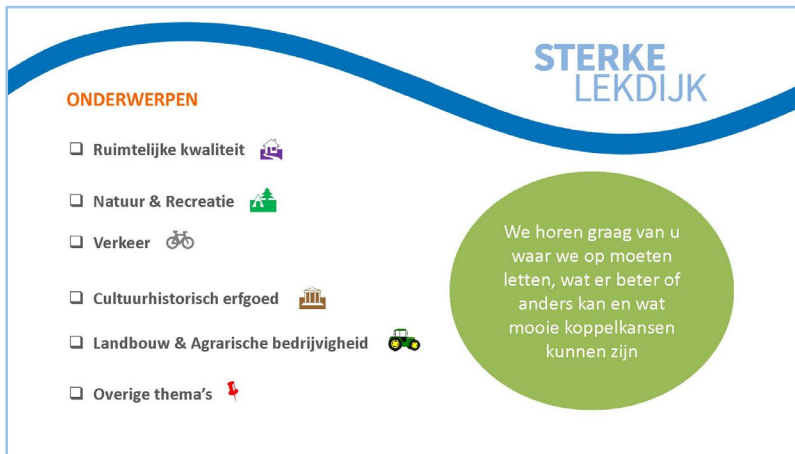 STERKE
LEKDIJK
ONDERWERPEN
Ruimtelijke kwaliteit
Natuur & Recreatie
Verkeer
Cultuurhistorisch erfgoed
Landbouw & Agrarische bedrijvigheid
Overige thema’s
We horen graag van u
waar we op moeten
letten, wat er beter of
anders kan en wat
mooie koppelkansen
kunnen zijn